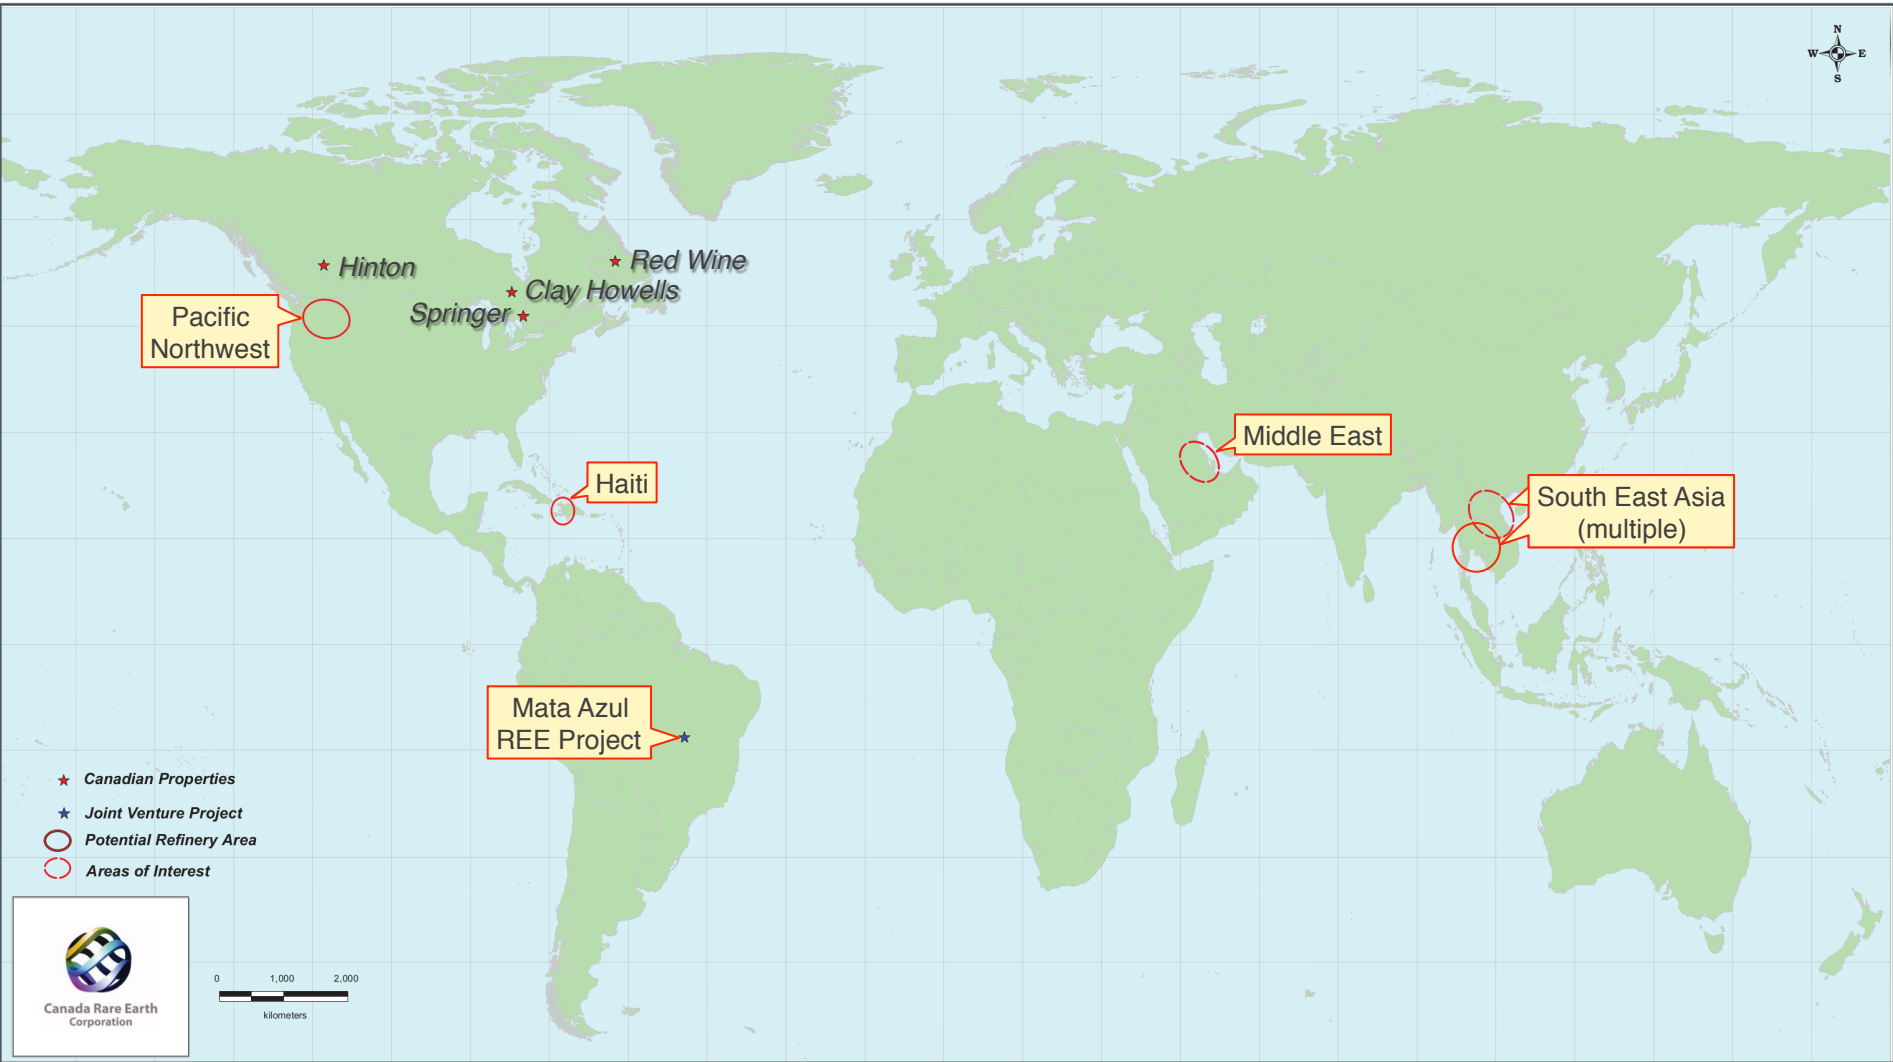 N
W E
S
Hinton
Red Wine
Clay Howells
Springer
Pacific
Northwest
Middle East
Haiti
South East Asia
(multiple)
Mata Azul
REE Project
Canadian Properties
Joint Venture Project
Potential Refinery Area
Areas of Interest
Canada Rare Earth
Corporation
0 1,000 2,000
kilometers